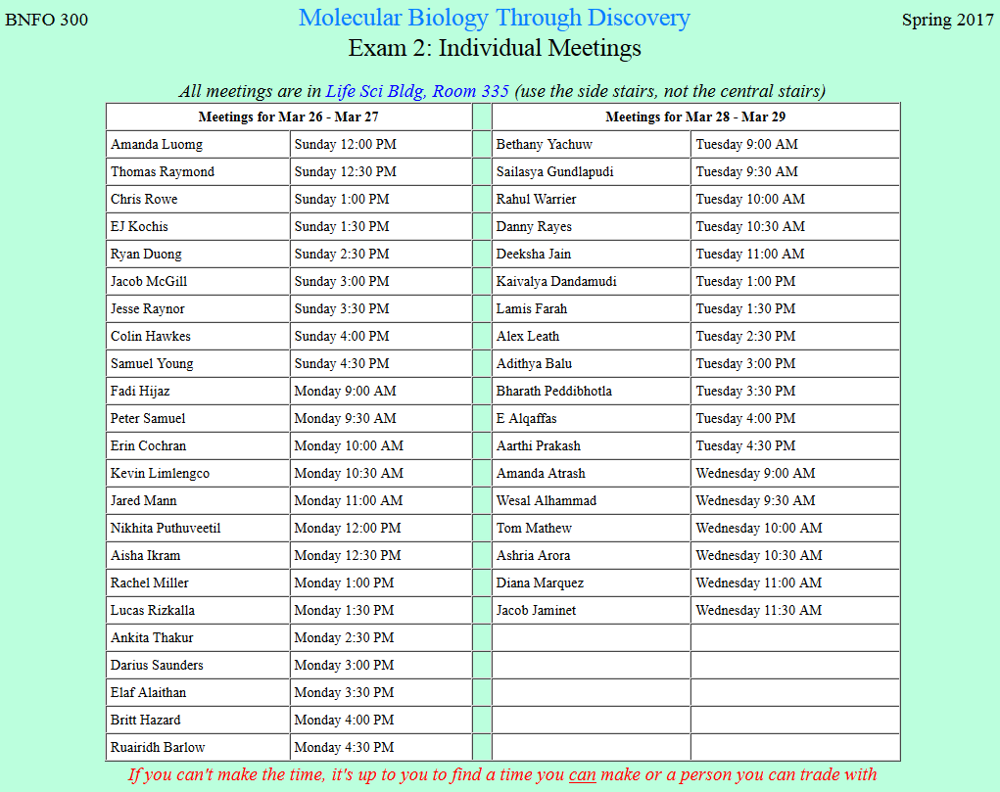 BNFO 300 Molecular Biology Through Discovery Spring 2017
Exam 2: Individual Meetings
All meetings are in Life Sci Bldg, Room 335 (use the side stairs, not the central stairs)
Meetings for Mar 26 - Mar 27 Meetings for Mar 28 - Mar 29
Amanda Luomg Sunday 12:00 PM Bethany Yachuw Tuesday 9:00 AM
Thomas Raymond Sunday 12:30 PM Sailasya Gundlapudi Tuesday 9:30 AM
Chris Rowe Sunday 1:00 PM Rahul Warrier Tuesday 10:00 AM
EJ Kochis Sunday 1:30 PM Danny Rayes Tuesday 10:30 AM
Ryan Duong Sunday 2:30 PM Deeksha Jain Tuesday 11:00 AM
Jacob McGill Sunday 3:00 PM Kaivalya Dandamudi Tuesday 1:00 PM
Jesse Raynor Sunday 3:30 PM Lamis Farah Tuesday 1:30 PM
Colin Hawkes Sunday 4:00 PM Alex Leath Tuesday 2:30 PM
Samuel Young Sunday 4:30 PM Adithya Balu Tuesday 3:00 PM
Fadi Hijaz Monday 9:00 AM Bharath Peddibhotla Tuesday 3:30 PM
Peter Samuel Monday 9:30 AM E Alqaffas Tuesday 4:00 PM
Erin Cochran Monday 10:00 AM Aarthi Prakash Tuesday 4:30 PM
Kevin Limlengco Monday 10:30 AM Amanda Atrash Wednesday 9:00 AM
Jared Mann Monday 11:00 AM Wesal Alhammad Wednesday 9:30 AM
Nikhita Puthuveetil Monday 12:00 PM Tom Mathew Wednesday 10:00 AM
Aisha Ikram Monday 12:30 PM Ashria Arora Wednesday 10:30 AM
Rachel Miller Monday 1:00 PM Diana Marquez Wednesday 11:00 AM
Lucas Rizkalla Monday 1:30 PM Jacob Jaminet Wednesday 11:30 AM
Ankita Thakur Monday 2:30 PM
Darius Saunders Monday 3:00 PM
Elaf Alaithan Monday 3:30 PM
Britt Hazard Monday 4:00 PM
Ruairidh Barlow Monday 4:30 PM
If you can't make the time, it's up to you to find a time you can make or a person you can trade with